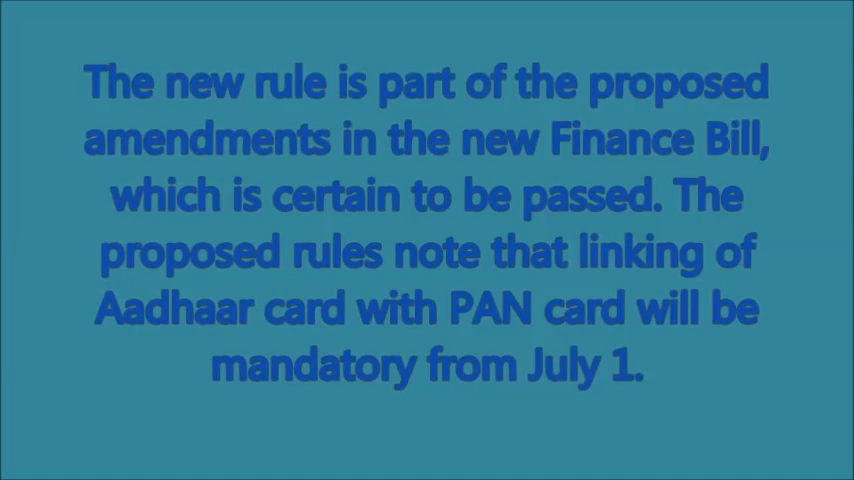 The new rule is part of the proposed
amendments in the new Finance Bill,
which is certain to be passed. The
proposed rules note that linking of
Aadhaar card with PAN card will be
mandatory from July 1.